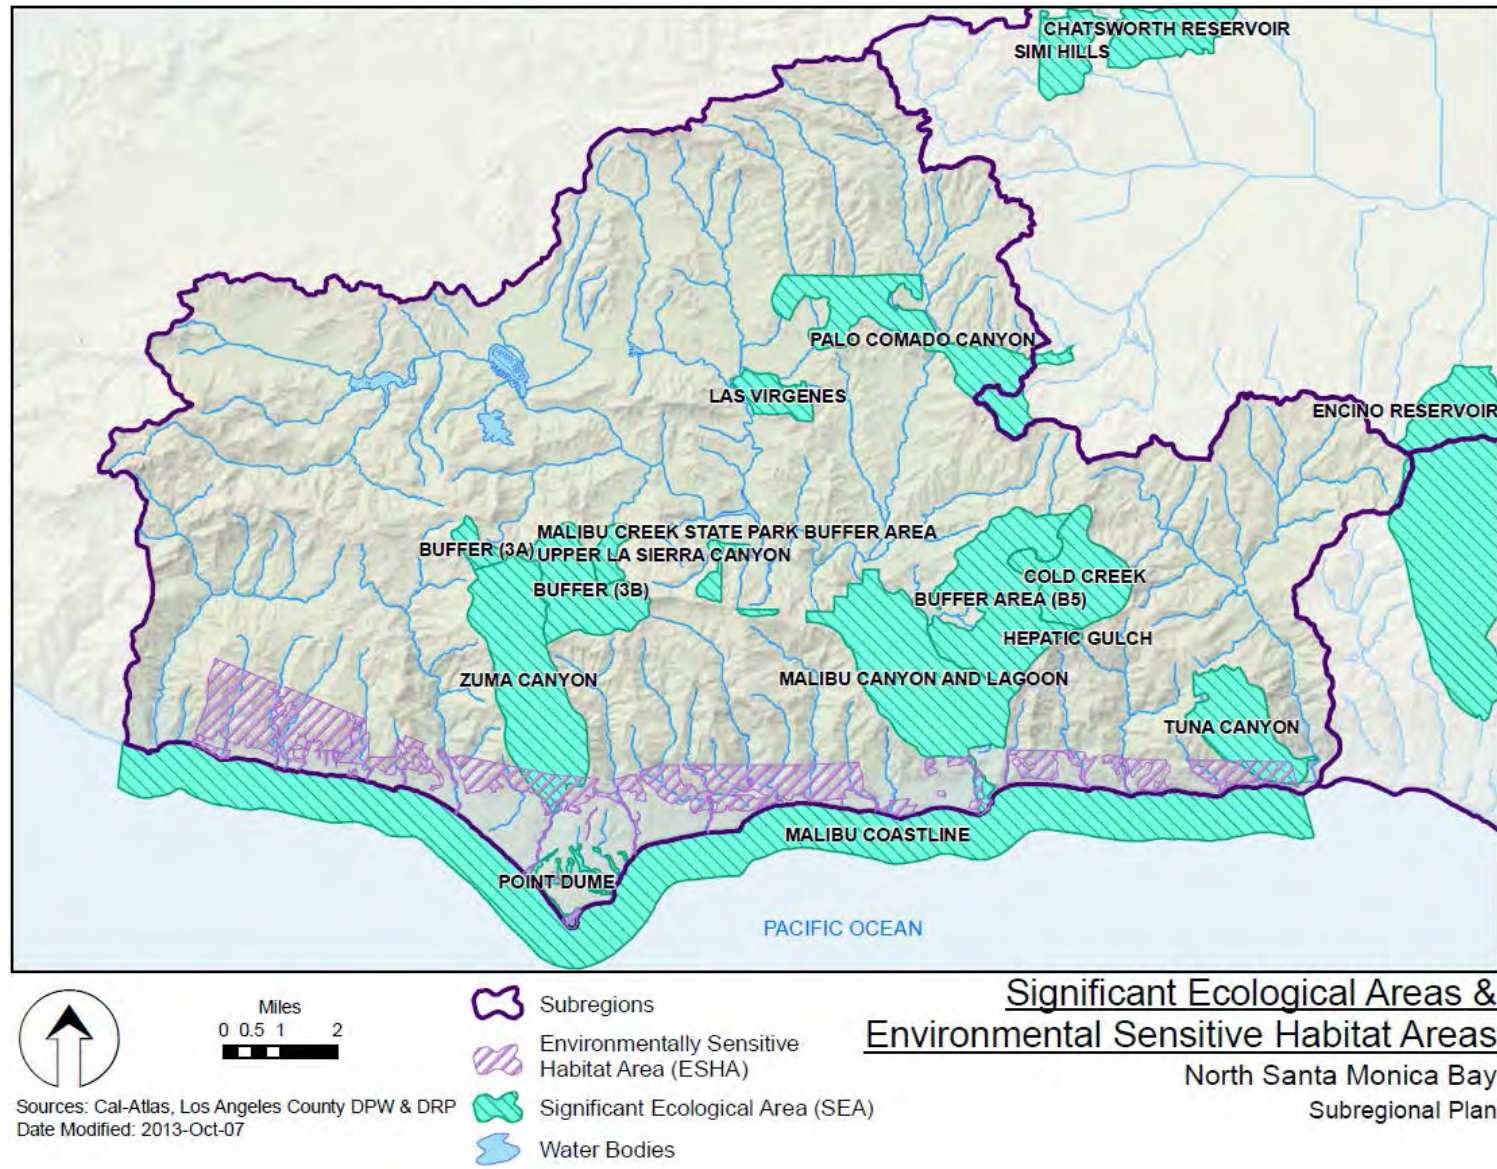 CHATSWORTH RESERVOIR
SIMI HILLS
PALO COMADO CANYON
LAS VIRGENES
ENCINO RESERVOIR
MALIBU CREEK STATE PARK BUFFER AREA
BUFFER (3A)
UPPER LA SIERRA CANYON
BUFFER (3B)
COLD CREEK
BUFFER AREA (B5)
HEPATIC GULCH
ZUMA CANYON
MALIBU CANYON AND LAGOON
TUNA CANYON
MALIBU COASTLINE
POINT DUME
PACIFIC OCEAN
Miles
0 0.5 1 2
Sources: Cal-Atlas, Los Angeles County DPW & DRP
Date Modified: 2013-Oct-07
Subregions
Environmentally Sensitive
Habitat Area (ESHA)
Significant Ecological Area (SEA)
Water Bodies
Significant Ecological Areas &
Environmental Sensitive Habitat Areas
North Santa Monica Bay
Subregional Plan